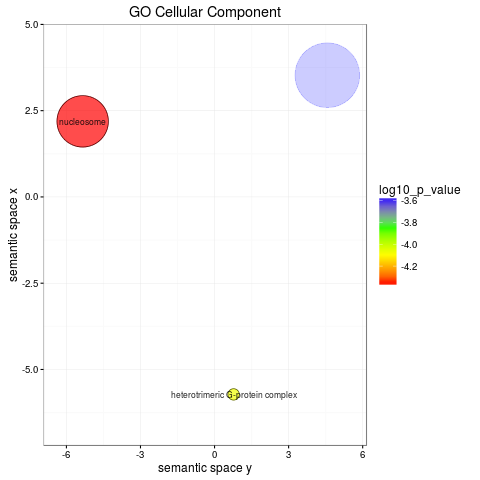 GO Cellular Component
5.0
2.5
0.0
-2.5
-5.0
semantic space x
nucleosome
heterotrimeric G-protein complex
-6
-3
0
3
6
semantic space y
log10_p_value
-3.6
-3.8
-4.0
-4.2